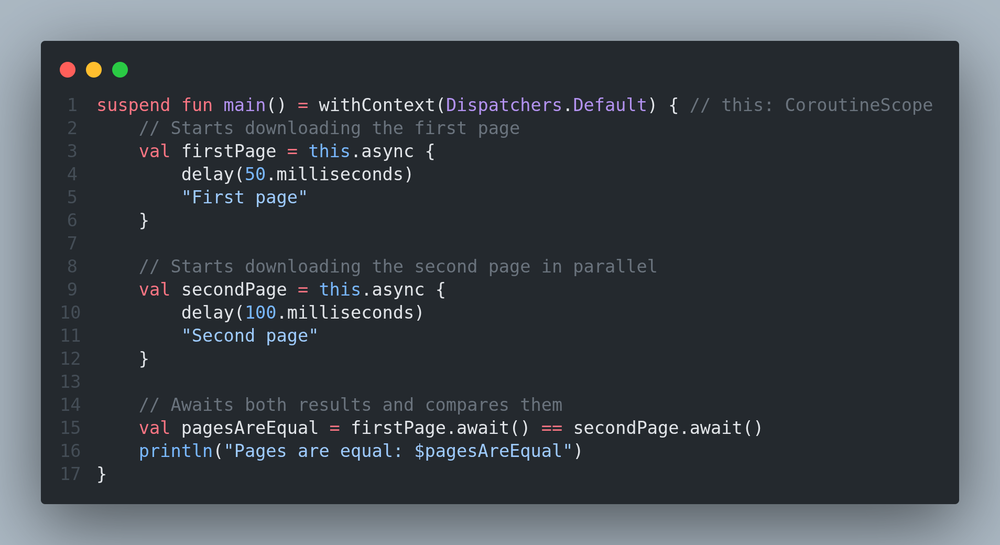 1 suspend fun main() = withContext(Dispatchers.Default) { // this: CoroutineScope
2     // Starts downloading the first page
3     val firstPage = this.async {
4         delay(50.milliseconds)
5         "First page"
6     }
7
8     // Starts downloading the second page in parallel
9     val secondPage = this.async {
10         delay(100.milliseconds)
11         "Second page"
12     }
13
14     // Awaits both results and compares them
15     val pagesAreEqual = firstPage.await() == secondPage.await()
16     println("Pages are equal: $pagesAreEqual")
17 }